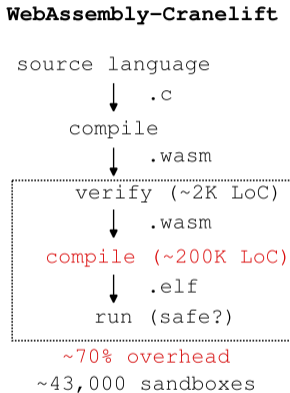 WebAssembly-Cranelift
source language
.c
compile
.wasm
verify (~2K LoC)
.wasm
compile (~200K LoC)
.elf
run (safe?)
~70% overhead
~43,000 sandboxes